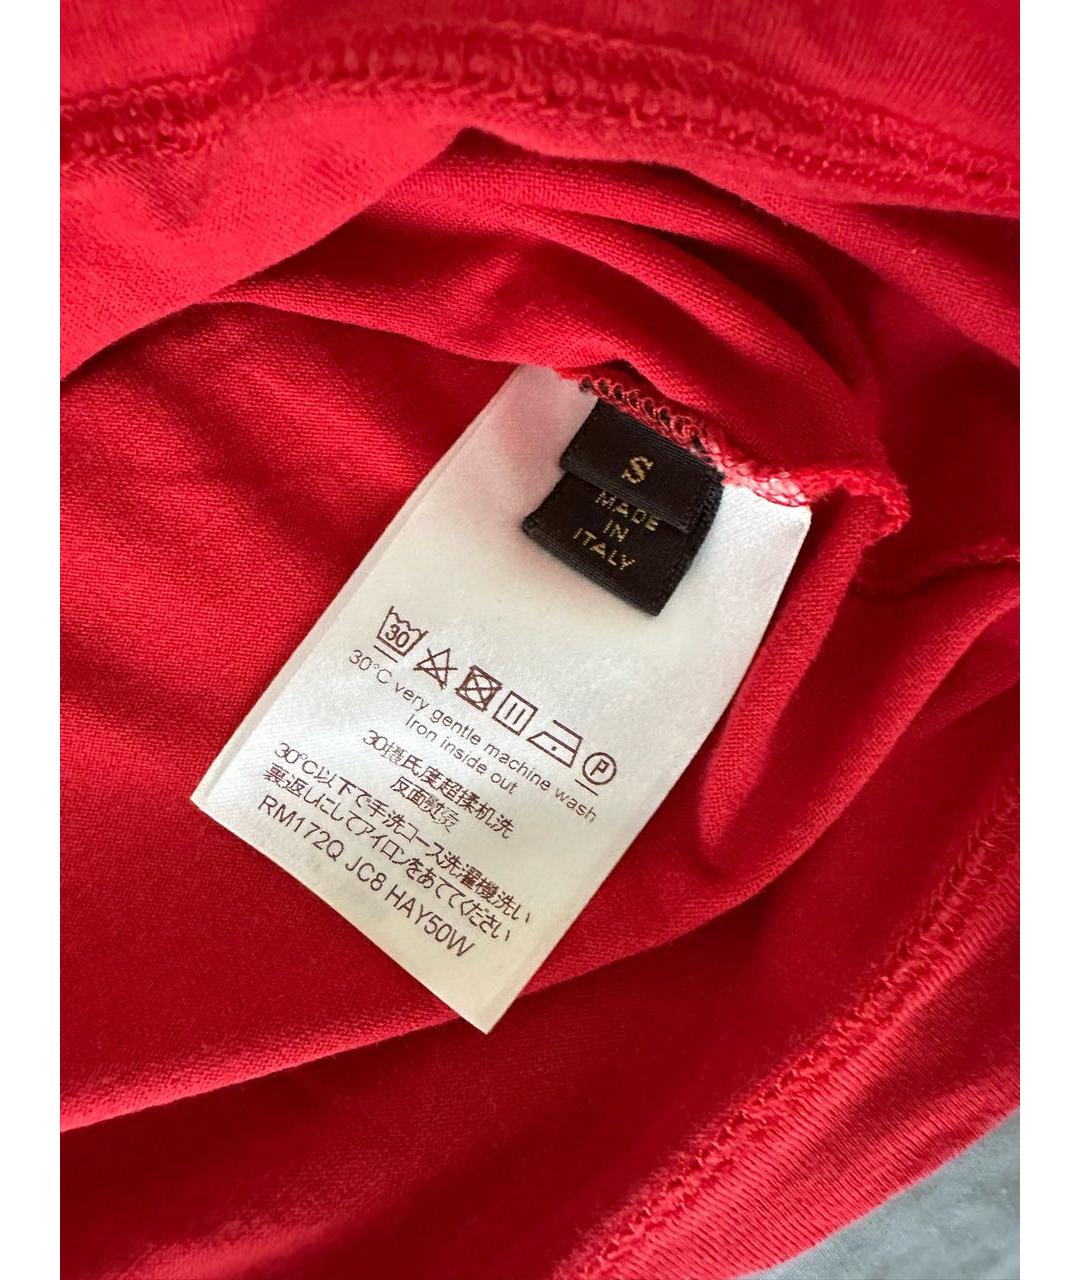 S
MADE
IN
ITALY
30
P
30°C very gentle machine wash
Iron inside out
30摄氏度超揉机洗
反面熨烫
30℃以下で手洗コース洗濯機洗い
裏返しにしてアイロンをあててください
RM172Q JC8 HAY50W